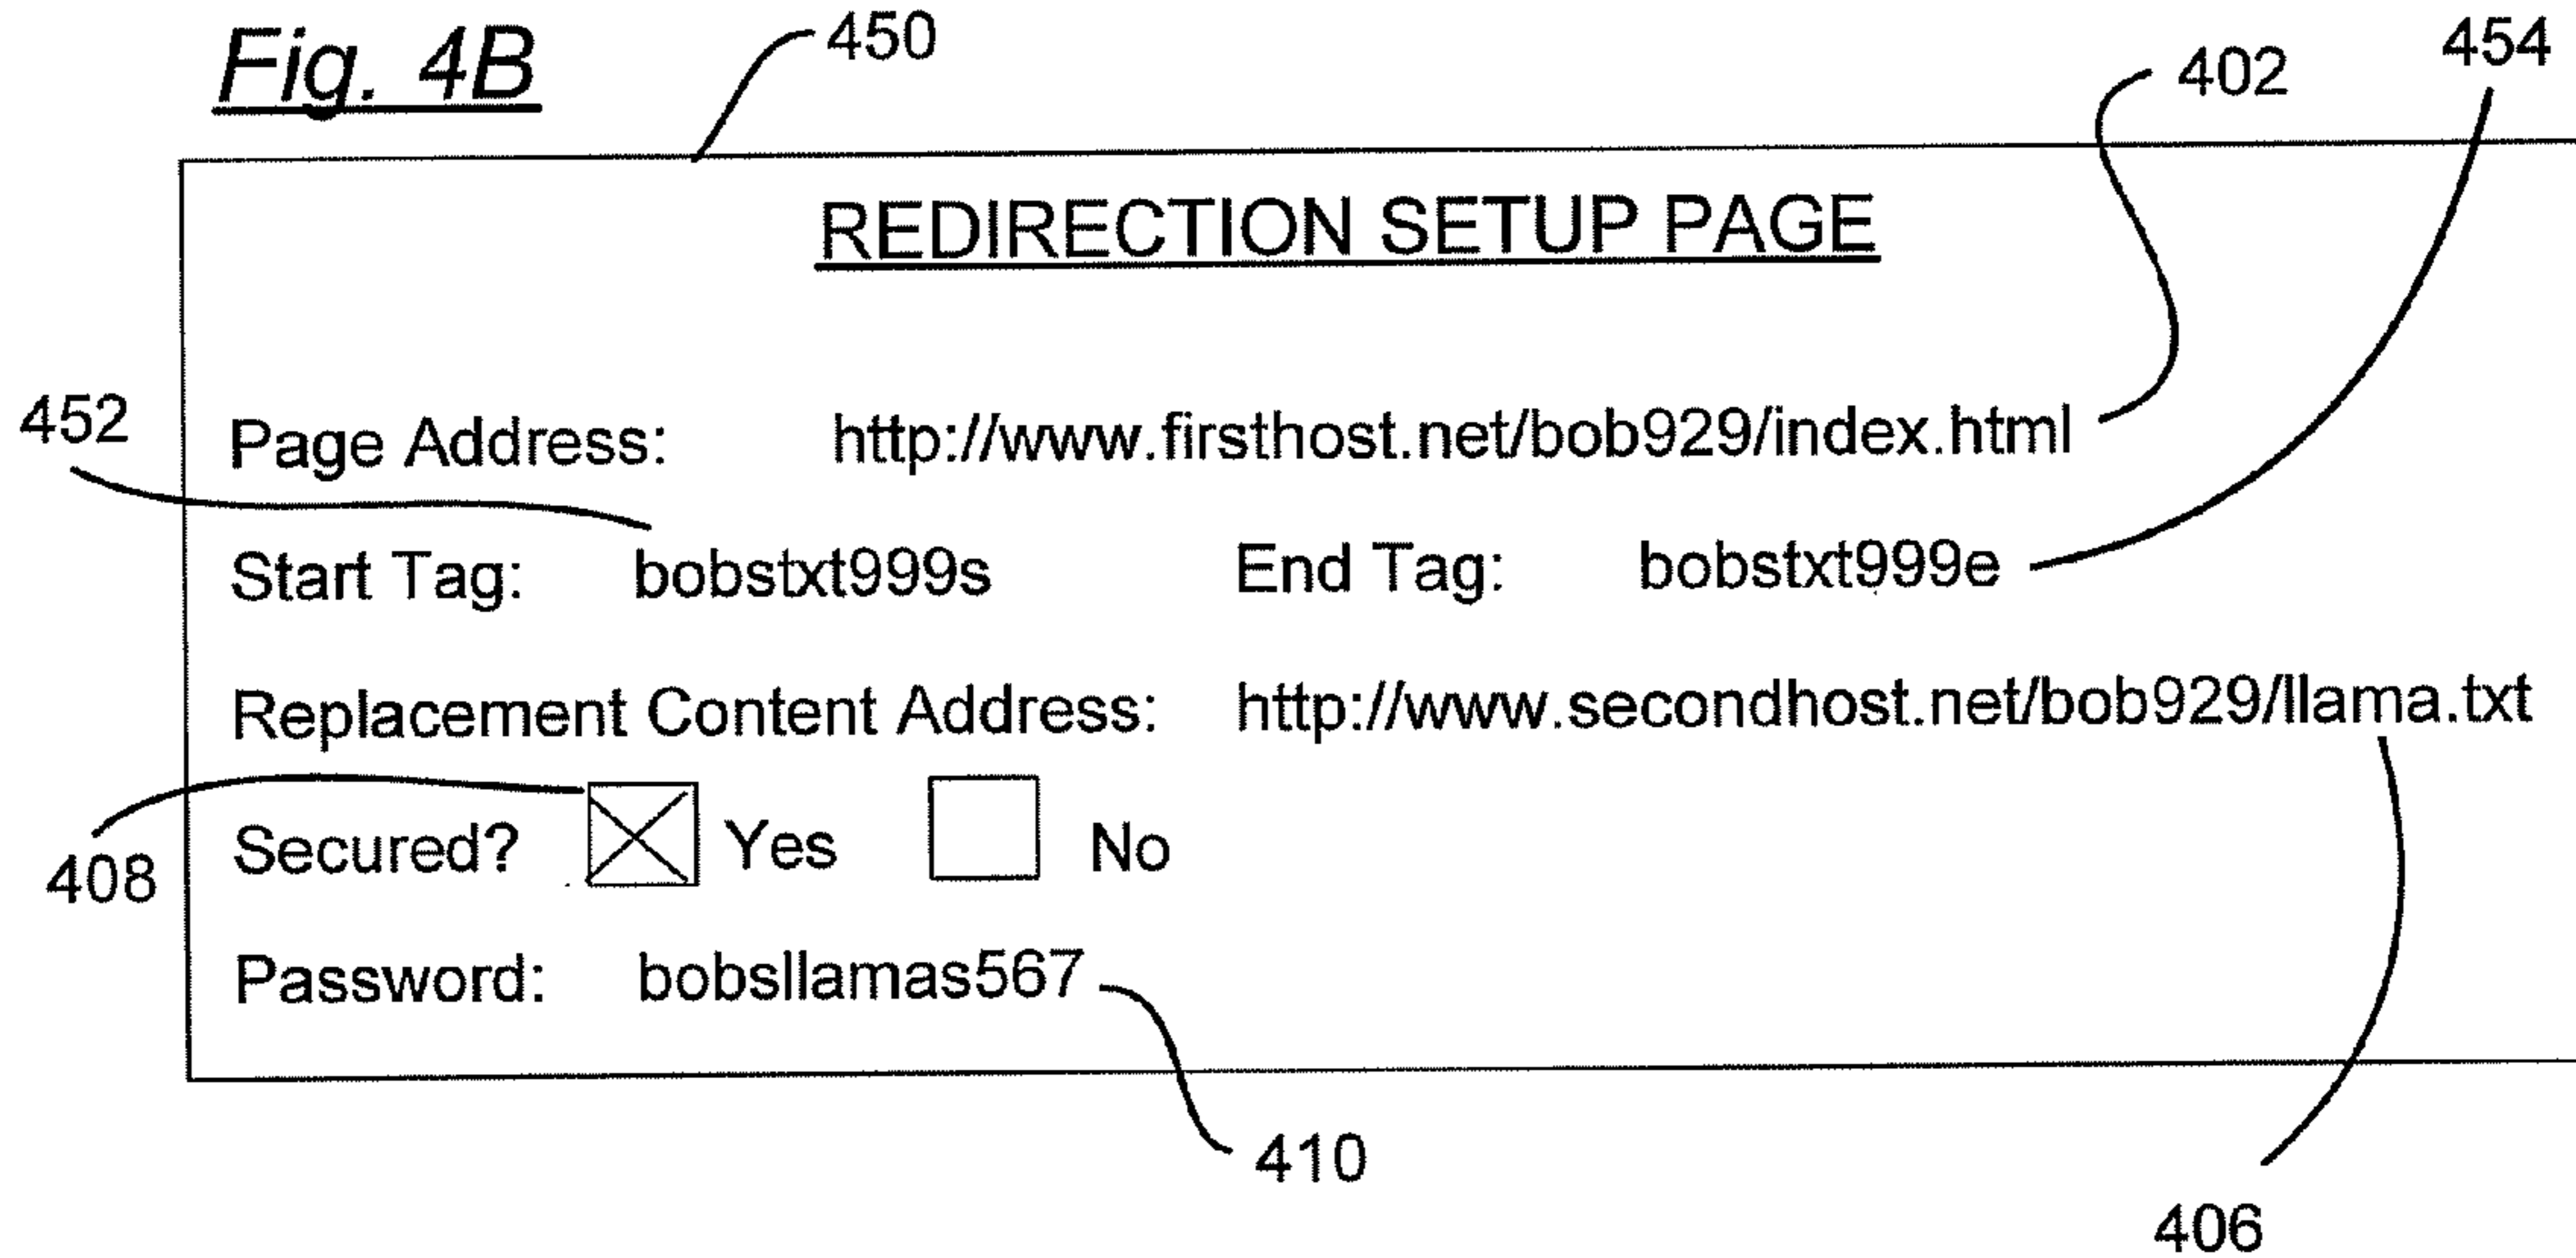 Fig. 4B
450
402
454
REDIRECTION SETUP PAGE
452
Page Address: http://www.firsthost.net/bob929/index.html
Start Tag: bobstxt999s End Tag: bobstxt999e
Replacement Content Address: http://www.secondhost.net/bob929/llama.txt
408
Secured? Yes No
Password: bobsllamas567
410
406